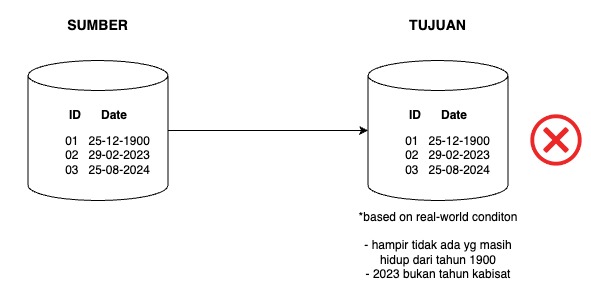 SUMBER
TUJUAN
ID Date
01 25-12-1900
02 29-02-2023
03 25-08-2024
ID Date
01 25-12-1900
02 29-02-2023
03 25-08-2024
*based on real-world conditon
- hampir tidak ada yg masih
hidup dari tahun 1900
- 2023 bukan tahun kabisat